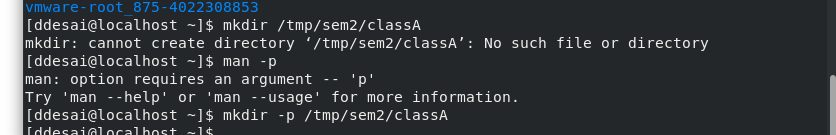 vmware-root_875-4022308853
[ddesai@localhost ~]$ mkdir /tmp/sem2/classA
mkdir: cannot create directory ‘/tmp/sem2/classA’: No such file or directory
[ddesai@localhost ~]$ man -p
man: option requires an argument -- 'p'
Try 'man --help' or 'man --usage' for more information.
[ddesai@localhost ~]$ mkdir -p /tmp/sem2/classA
[ddesai@localhost ~]$